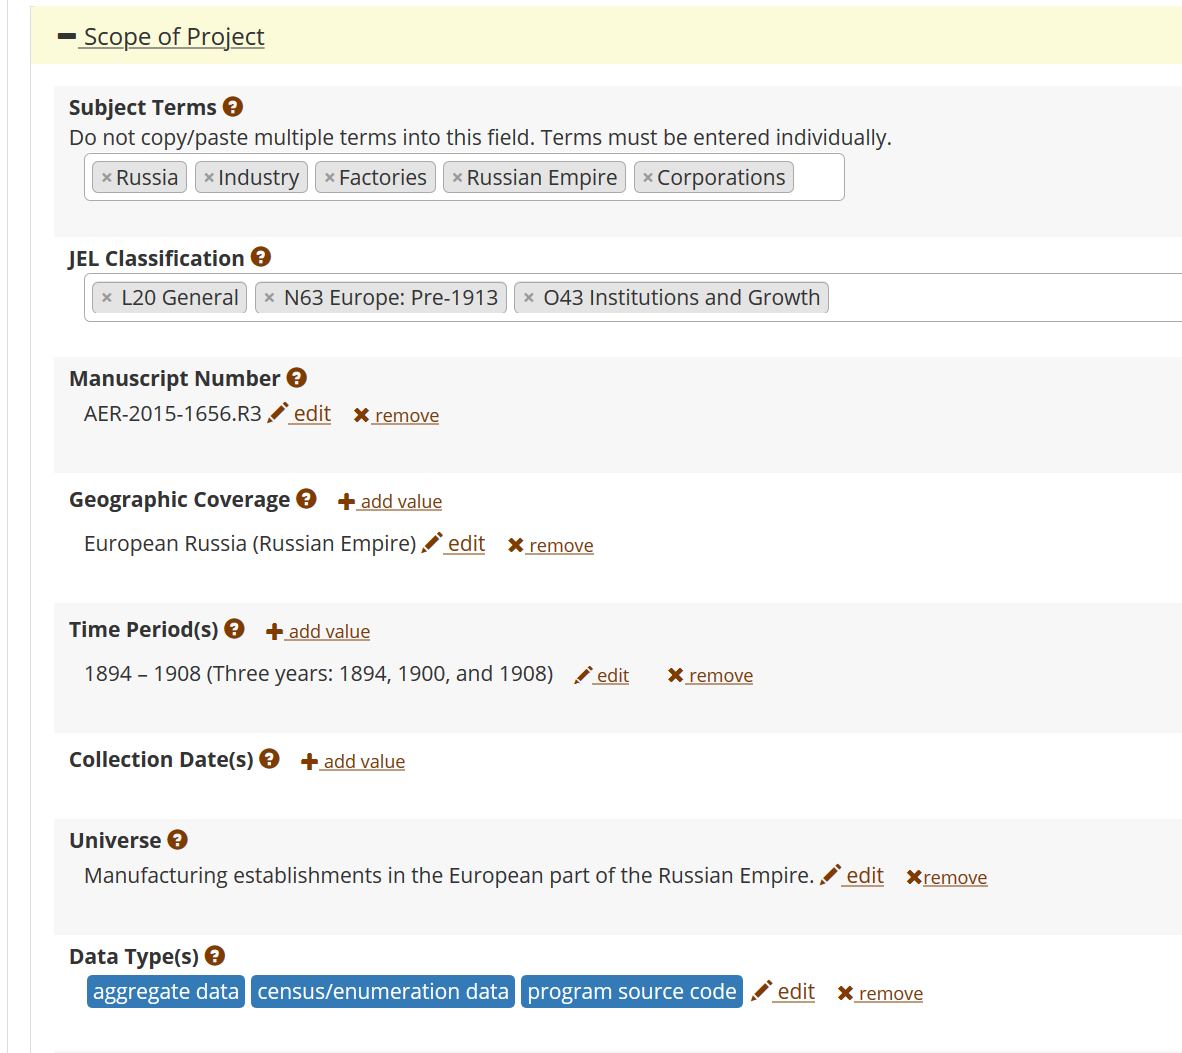 Scope of Project
Subject Terms ?
Do not copy/paste multiple terms into this field. Terms must be entered individually.
× Russia × Industry × Factories × Russian Empire × Corporations
JEL Classification ?
× L20 General × N63 Europe: Pre-1913 × O43 Institutions and Growth
Manuscript Number ?
AER-2015-1656.R3 edit remove
Geographic Coverage ? add value
European Russia (Russian Empire) edit remove
Time Period(s) ? add value
1894 – 1908 (Three years: 1894, 1900, and 1908) edit remove
Collection Date(s) ? add value
Universe ?
Manufacturing establishments in the European part of the Russian Empire. edit remove
Data Type(s) ?
aggregate data census/enumeration data program source code edit remove